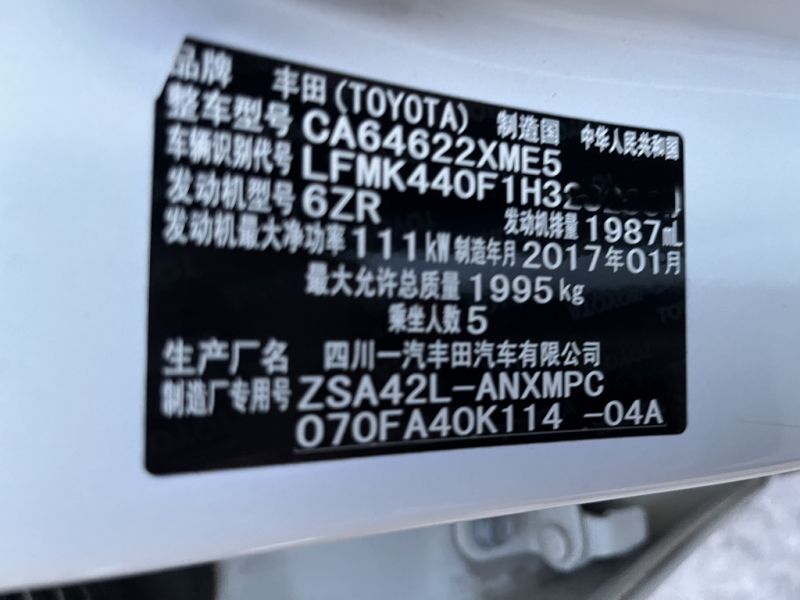 品牌 丰田(TOYOTA) 制造国 中华人民共和国
整车型号 CA64622XME5
车辆识别代号 LFMK440F1H3
发动机型号 6ZR 发动机排量 1987mL
发动机最大净功率 111kW 制造年月 2017年01月
最大允许总质量 1995kg
乘坐人数 5
生产厂名 四川一汽丰田汽车有限公司
制造厂专用号 ZSA42L-ANXMPC
070FA40K114 -04A